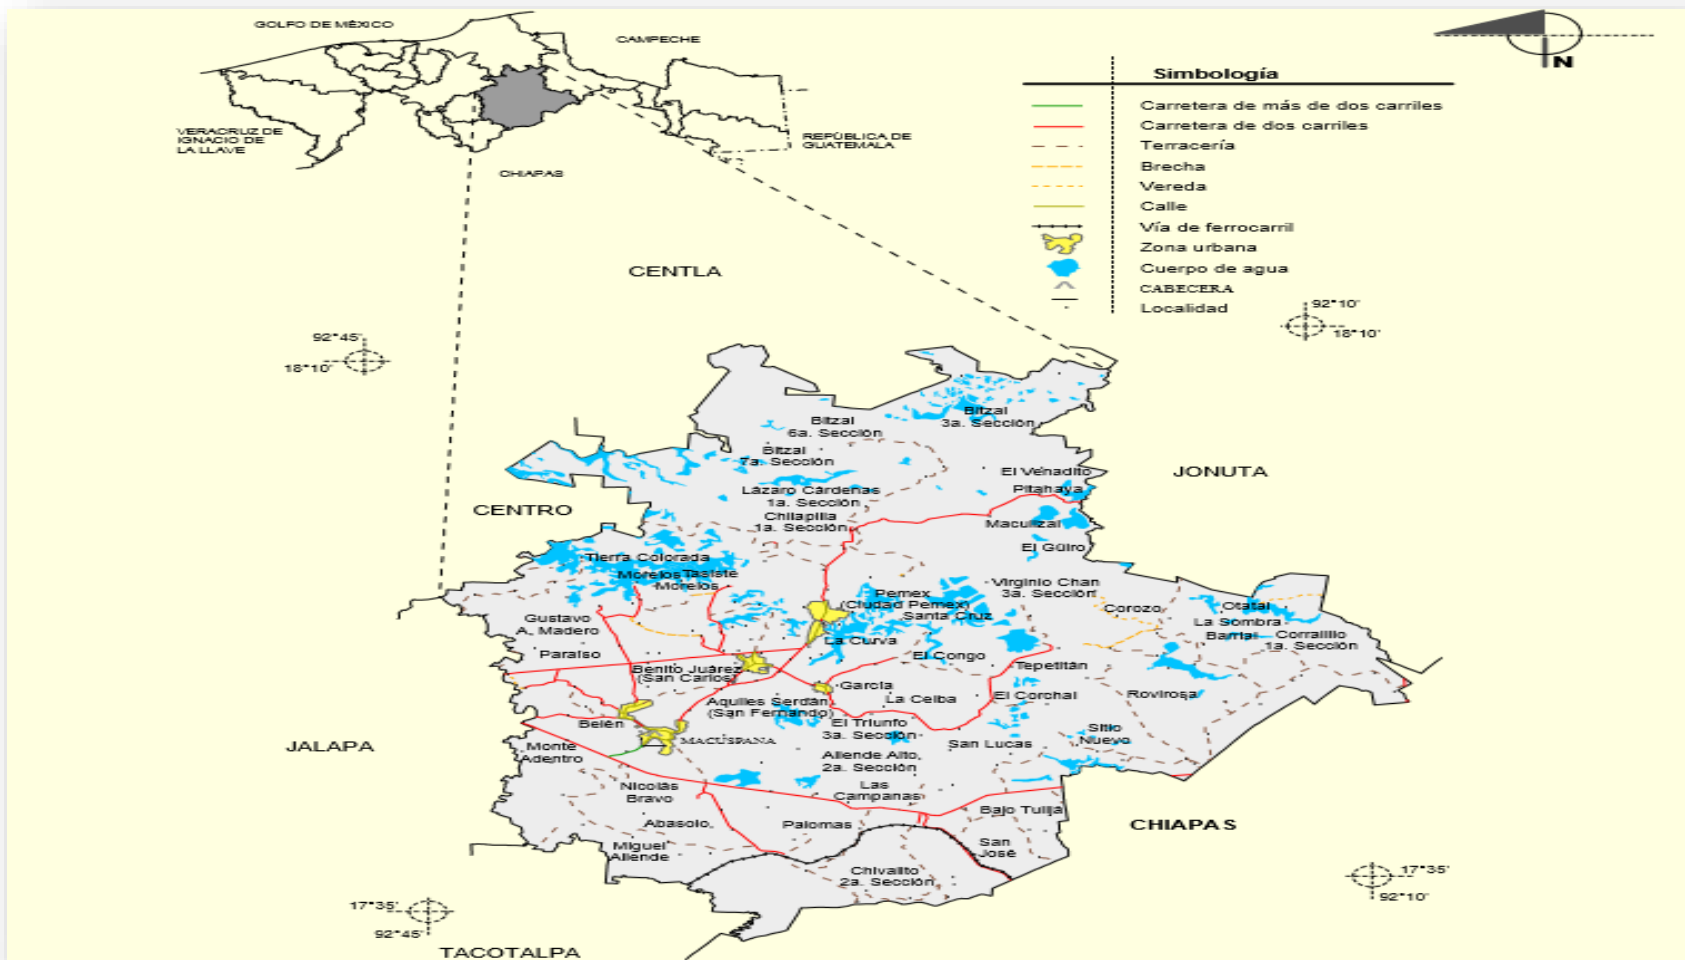 GOLFO DE MÉXICO
CAMPECHE
VERACRUZ DE
IGNACIO DE
LA LLAVE
REPÚBLICA DE
GUATEMALA
CHIAPAS
N
Simbología
Carretera de más de dos carriles
Carretera de dos carriles
Terracería
Brecha
Vereda
Calle
Vía de ferrocarril
Zona urbana
Cuerpo de agua
CABECERA
Localidad
CENTLA
92°45'
18°10'
92°10'
18°10'
Bitzal
6a. Sección
Bitzal
3a. Sección
Bitzal
7a. Sección
El Venadito
Pitahaya
JONUTA
Lázaro Cárdenas
1a. Sección
CENTRO
Chilapilla
1a. Sección
Maculizal
El Güiro
Tierra Colorada
Morelos Tasiste
Morelos
Virginio Chan
3a. Sección
Pemex
(Ciudad Pemex)
Santa Cruz
Corozo
Otatal
La Sombra
Barrial
Corralillo
1a. Sección
Gustavo
A. Madero
La Curva
Paraíso
El Congo
Benito Juárez
(San Carlos)
Tepetitán
García
La Ceiba
El Corchal
Rovirosa
Aquiles Serdán
(San Fernando)
Belén
El Triunfo
3a. Sección
Sitio
Nuevo
MACUSPANA
San Lucas
JALAPA
Monte
Adentro
Allende Alto
2a. Sección
Nicolás
Bravo
Las
Campanas
Bajo Tulijá
Abasolo
Palomas
CHIAPAS
Miguel
Allende
San
José
Chivalito
2a. Sección
17°35'
92°10'
17°35'
92°45'
TACOTALPA